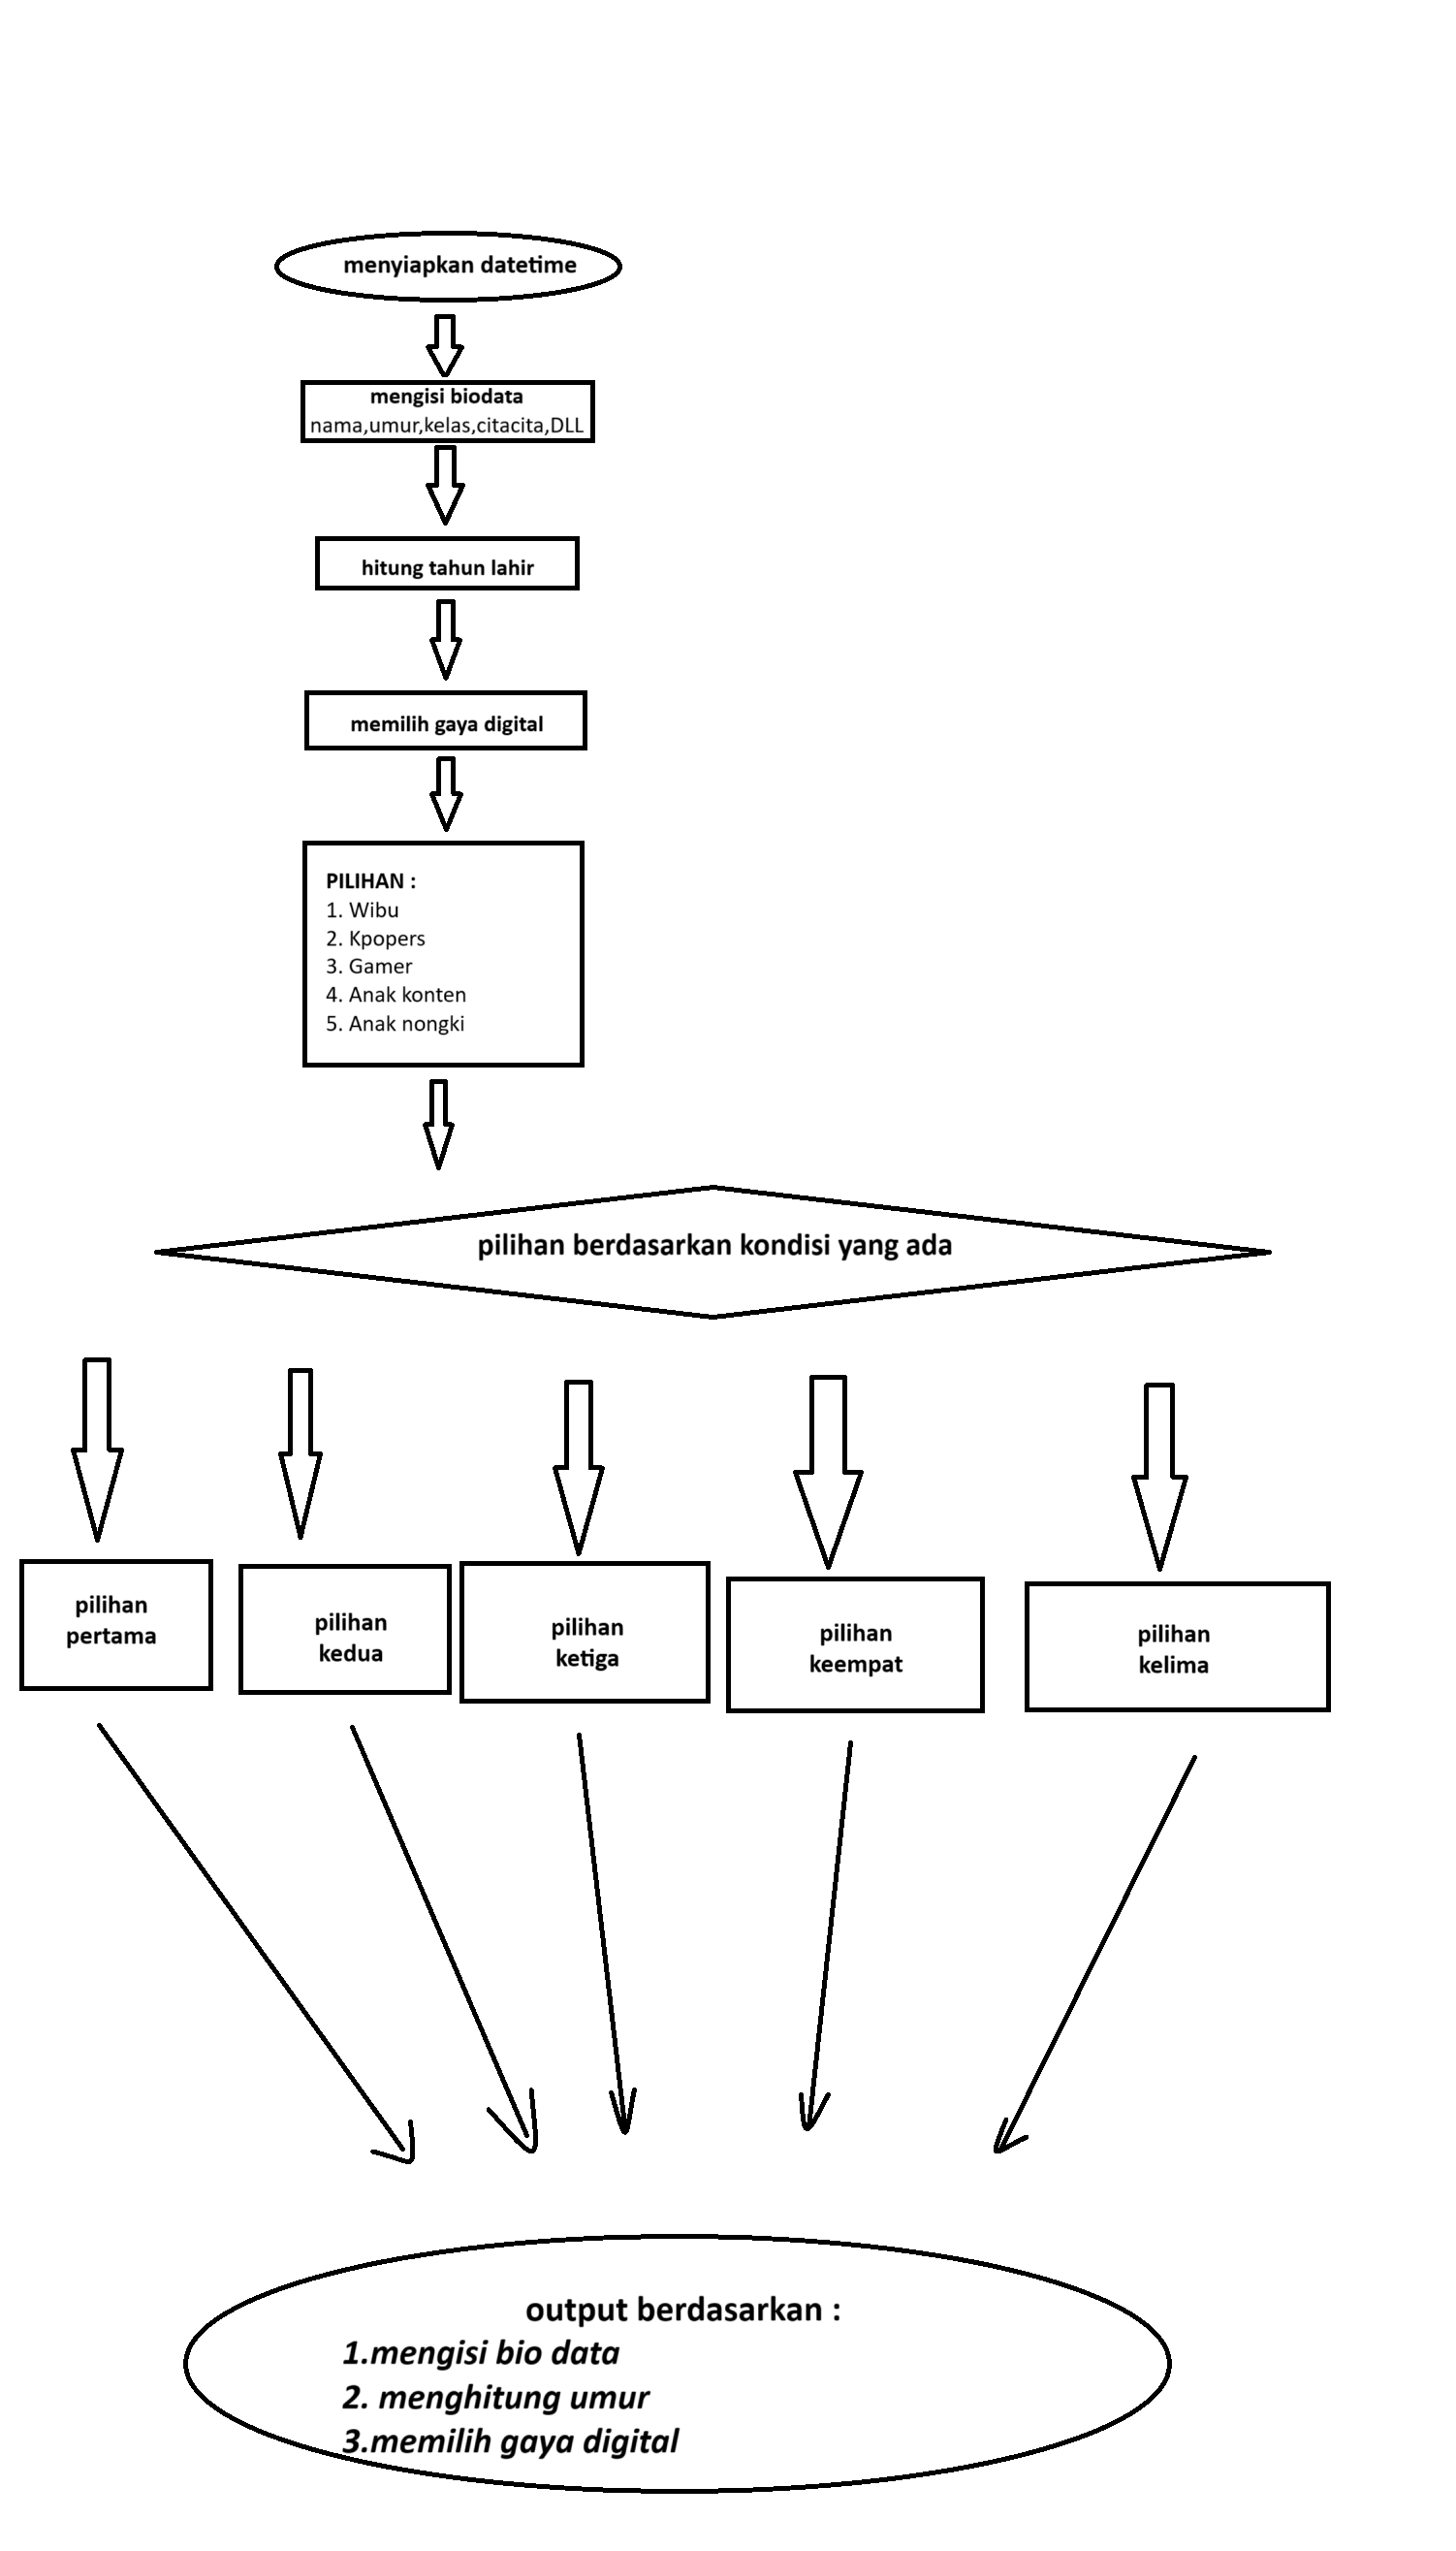 menyiapkan datetime
mengisi biodata
nama,umur,kelas,citacita,DLL
hitung tahun lahir
memilih gaya digital
PILIHAN :
1. Wibu
2. Kpopers
3. Gamer
4. Anak konten
5. Anak nongki
pilihan berdasarkan kondisi yang ada
pilihan
pertama
pilihan
kedua
pilihan
ketiga
pilihan
keempat
pilihan
kelima
output berdasarkan :
1.mengisi bio data
2. menghitung umur
3.memilih gaya digital